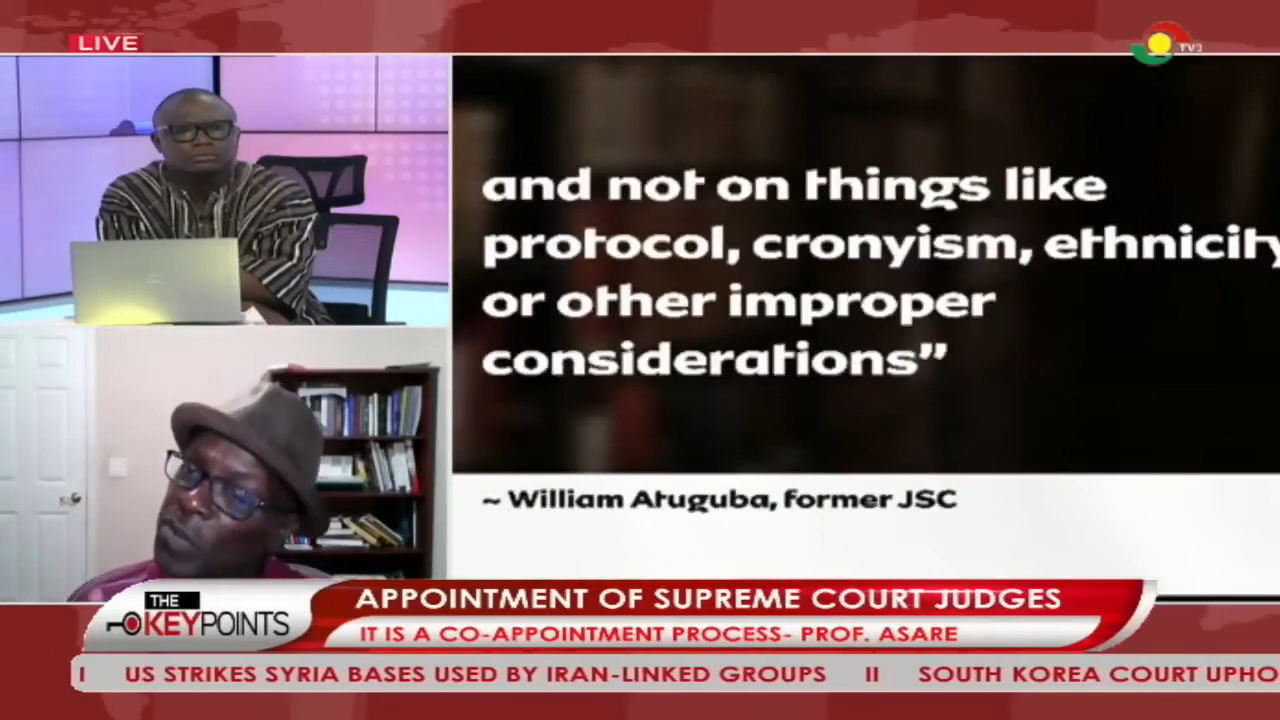 LIVE
TV3
and not on things like
protocol, cronyism, ethnicity
or other improper
considerations”
~ William Atuguba, former JSC
THE
KEYPOINTS
APPOINTMENT OF SUPREME COURT JUDGES
IT IS A CO-APPOINTMENT PROCESS- PROF. ASARE
US STRIKES SYRIA BASES USED BY IRAN-LINKED GROUPS II SOUTH KOREA COURT UPHO